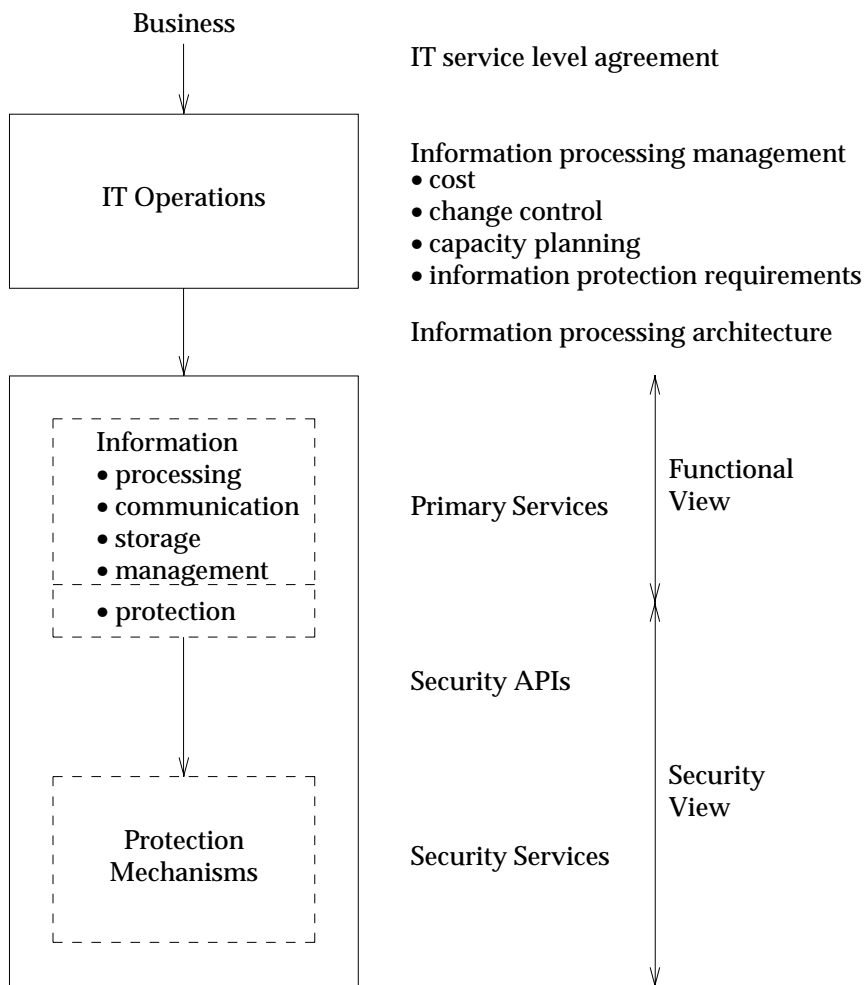 Business
IT service level agreement
IT Operations
Information processing management
• cost
• change control
• capacity planning
• information protection requirements
Information processing architecture
Information
• processing
• communication
• storage
• management
• protection
Primary Services
Functional
View
Security APIs
Security
View
Protection
Mechanisms
Security Services